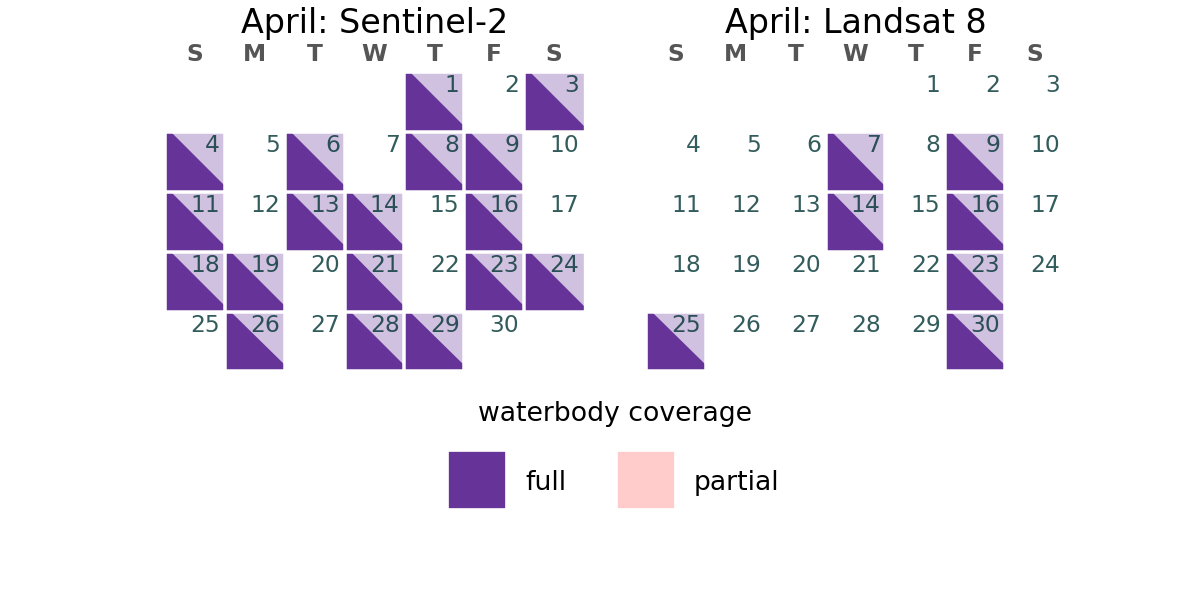 April: Sentinel-2
S M T W T F S
1 2 3
4 5 6 7 8 9 10
11 12 13 14 15 16 17
18 19 20 21 22 23 24
25 26 27 28 29 30
April: Landsat 8
S M T W T F S
1 2 3
4 5 6 7 8 9 10
11 12 13 14 15 16 17
18 19 20 21 22 23 24
25 26 27 28 29 30
waterbody coverage
full partial